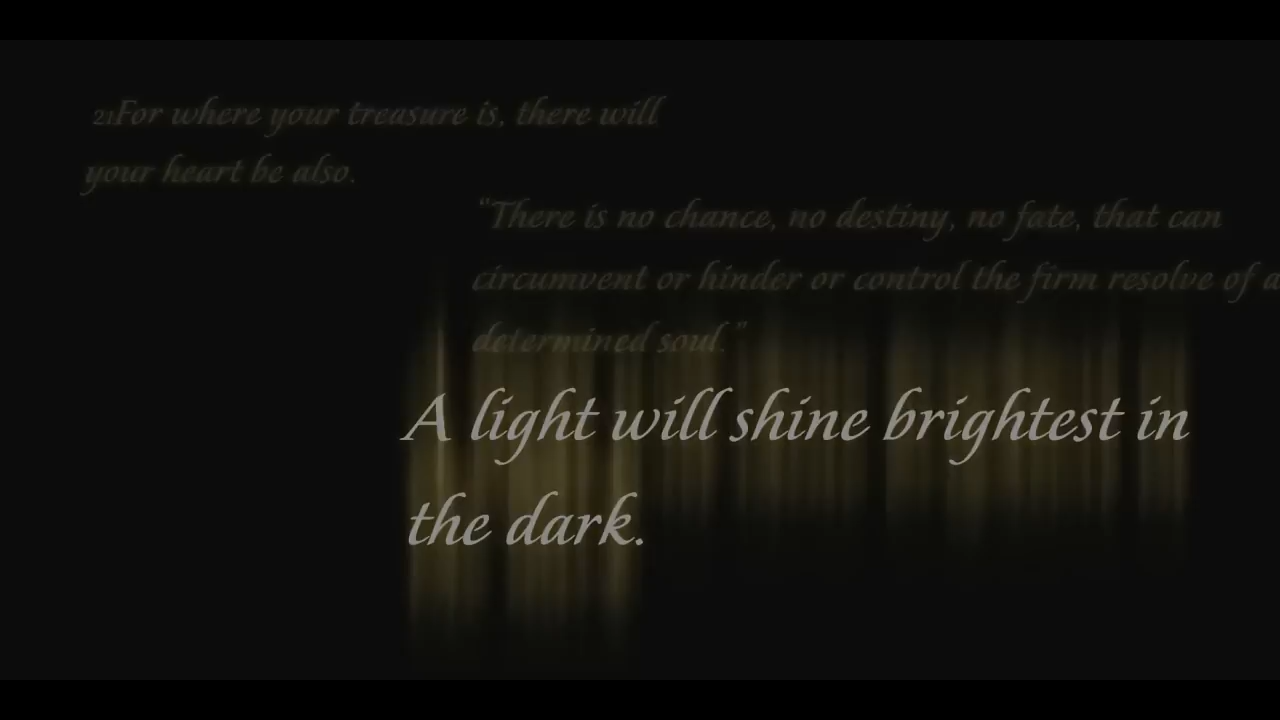 21For where your treasure is, there will
your heart be also.
“There is no chance, no destiny, no fate, that can
circumvent or hinder or control the firm resolve of a
determined soul.”
A light will shine brightest in
the dark.